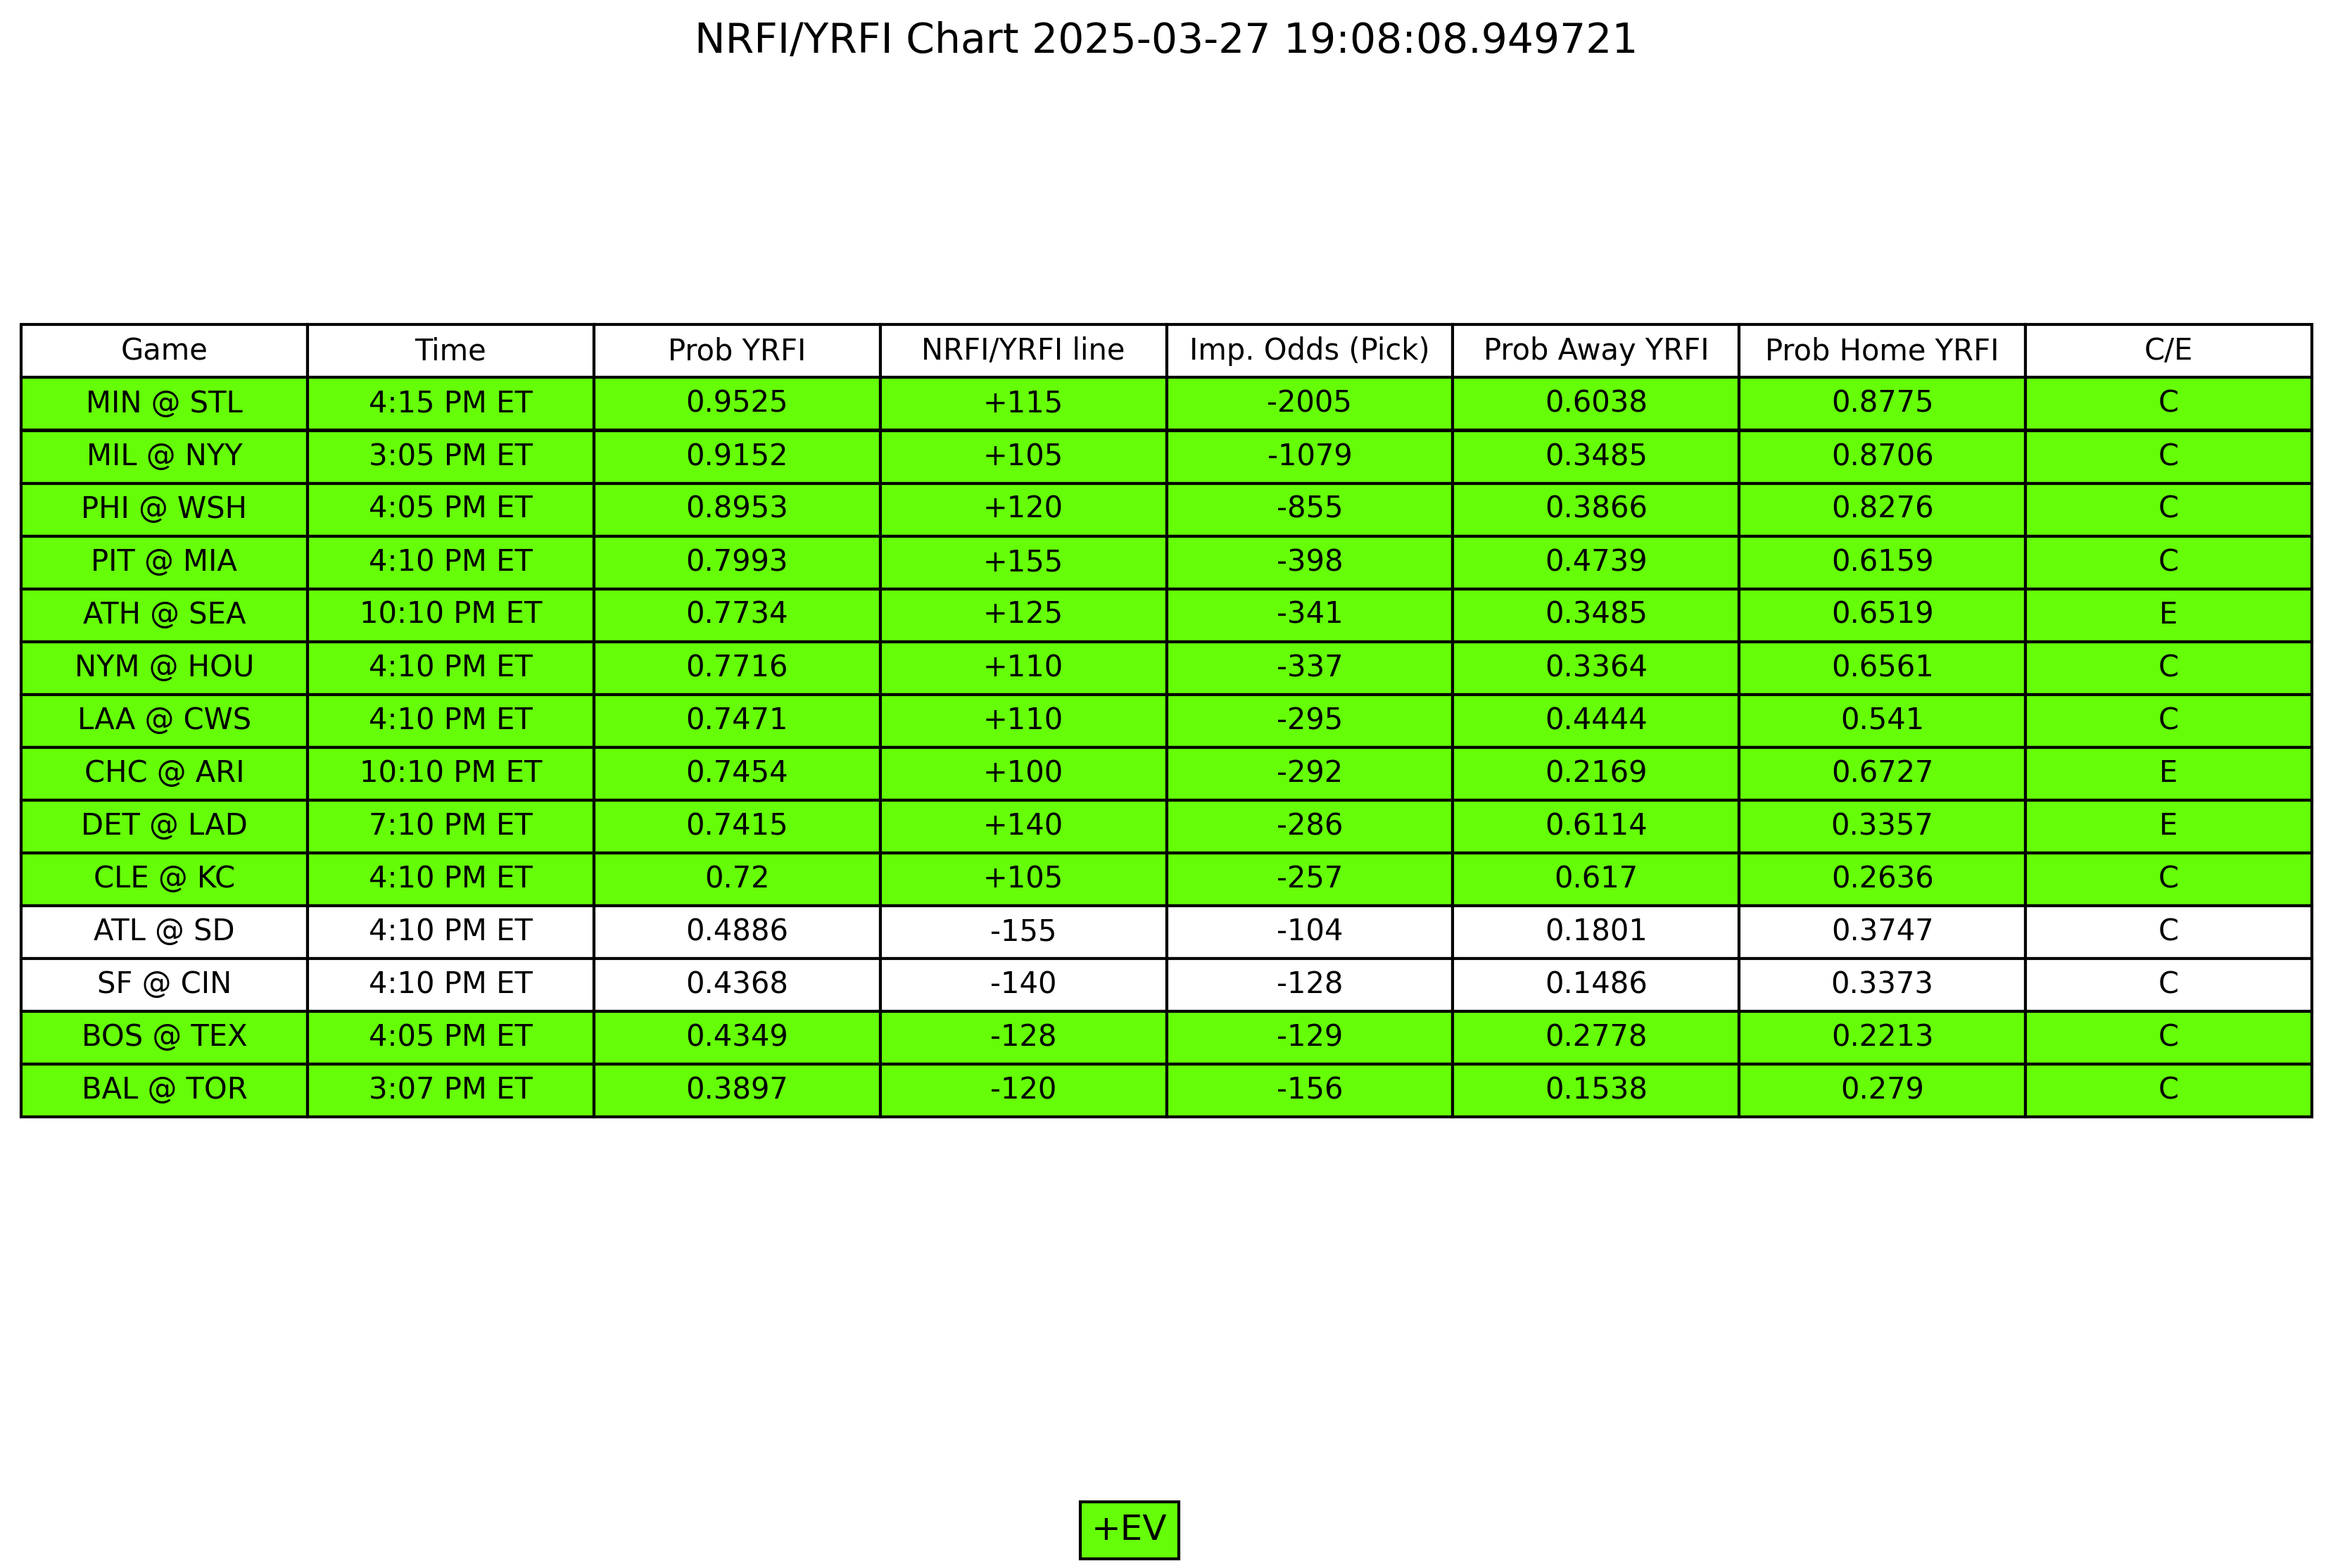 NRFI/YRFI Chart 2025-03-27 19:08:08.949721
Game Time Prob YRFI NRFI/YRFI line Imp. Odds (Pick) Prob Away YRFI Prob Home YRFI C/E
MIN @ STL 4:15 PM ET 0.9525 +115 -2005 0.6038 0.8775 C
MIL @ NYY 3:05 PM ET 0.9152 +105 -1079 0.3485 0.8706 C
PHI @ WSH 4:05 PM ET 0.8953 +120 -855 0.3866 0.8276 C
PIT @ MIA 4:10 PM ET 0.7993 +155 -398 0.4739 0.6159 C
ATH @ SEA 10:10 PM ET 0.7734 +125 -341 0.3485 0.6519 E
NYM @ HOU 4:10 PM ET 0.7716 +110 -337 0.3364 0.6561 C
LAA @ CWS 4:10 PM ET 0.7471 +110 -295 0.4444 0.541 C
CHC @ ARI 10:10 PM ET 0.7454 +100 -292 0.2169 0.6727 E
DET @ LAD 7:10 PM ET 0.7415 +140 -286 0.6114 0.3357 E
CLE @ KC 4:10 PM ET 0.72 +105 -257 0.617 0.2636 C
ATL @ SD 4:10 PM ET 0.4886 -155 -104 0.1801 0.3747 C
SF @ CIN 4:10 PM ET 0.4368 -140 -128 0.1486 0.3373 C
BOS @ TEX 4:05 PM ET 0.4349 -128 -129 0.2778 0.2213 C
BAL @ TOR 3:07 PM ET 0.3897 -120 -156 0.1538 0.279 C
+EV